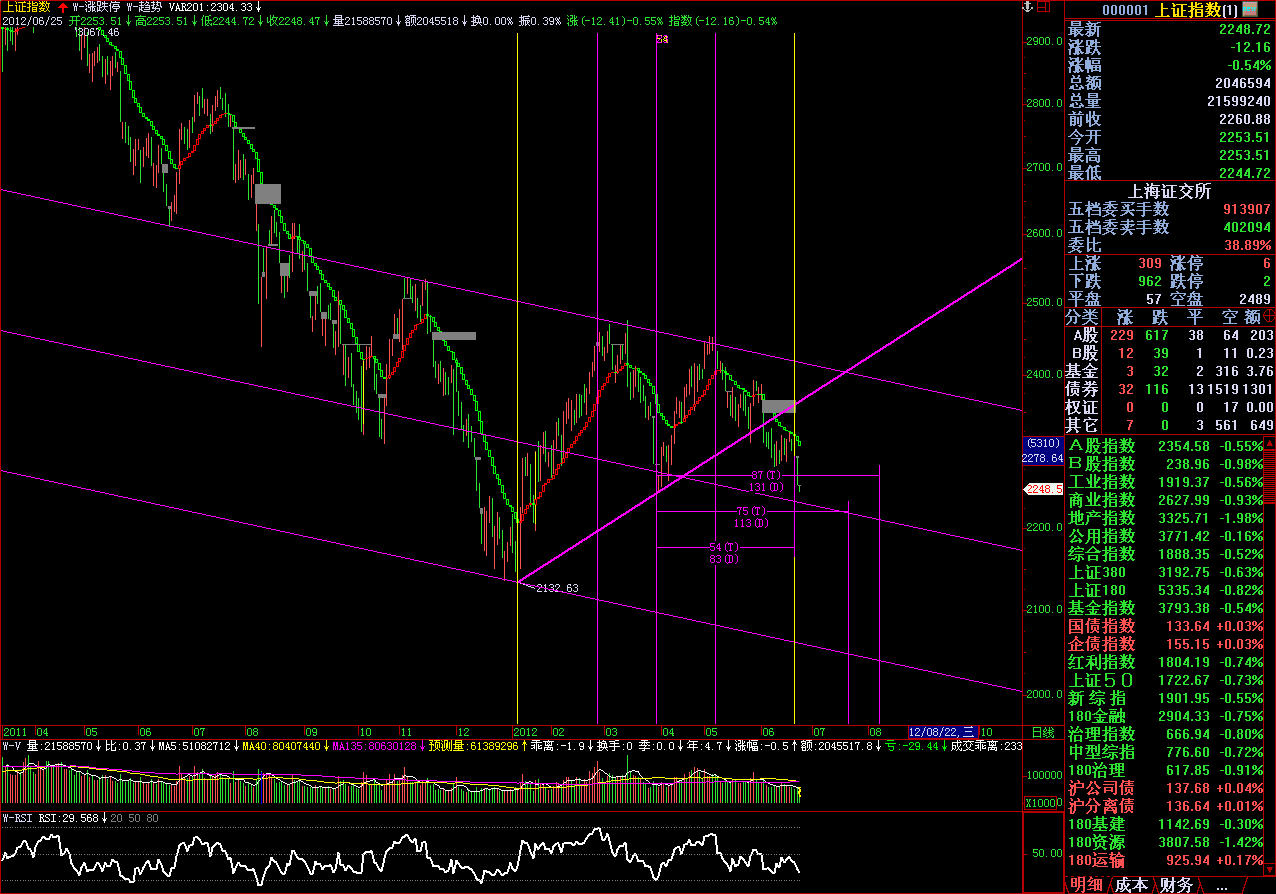 上证指数 W-涨跌停 W-趋势 VAR201:2304.33↓
2012/06/25 开2253.51↓高2253.51↓低2244.72↓收2248.47↓量21588570↓额2045518↓换0.00% 振0.39% 涨(-12.41)-0.55% 指数(-12.16)-0.54%
3067.46
54
2900.0
2800.0
2700.0
2600.0
2500.0
2400.0
(5310)
2278.64
2248.5
2200.0
2100.0
2000.0
87(T)
131(D)
75(T)
113(D)
54(T)
83(D)
2132.63
2011 04 05 06 07 08 09 10 11 12 2012 02 03 04 05 06 07 08 12/08/22,三 10 日线
W-V 量:21588570↓比:0.37↓MA5:51082712↓MA40:80407440↓MA135:80630128↓预测量:61389296↑乖离:-1.9↓换手:0 季:0.0↓年:4.7↓涨幅:-0.5↑额:2045517.8↓亏:-29.44↓成交乖离:233
100000
X1000
W-RSI RSI:29.568↓20 50 80
50.00
000001 上证指数(1)
最新 2248.72
涨跌 -12.16
涨幅 -0.54%
总额 2046594
总量 21599240
前收 2260.88
今开 2253.51
最高 2253.51
最低 2244.72
上海证交所
五档委买手数 913907
五档委卖手数 402094
委比 38.89%
上涨 309 涨停 6
下跌 962 跌停 2
平盘 57 空盘 2489
分类 涨 跌 平 空 额
A股 229 617 38 64 203
B股 12 39 1 11 0.23
基金 3 32 2 316 3.76
债券 32 116 13 1519 1301
权证 0 0 0 17 0.00
其它 7 0 3 561 649
A股指数 2354.58 -0.55%
B股指数 238.96 -0.98%
工业指数 1919.37 -0.56%
商业指数 2627.99 -0.93%
地产指数 3325.71 -1.98%
公用指数 3771.42 -0.16%
综合指数 1888.35 -0.52%
上证380 3192.75 -0.63%
上证180 5335.34 -0.82%
基金指数 3793.38 -0.54%
国债指数 133.64 +0.03%
企债指数 155.15 +0.03%
红利指数 1804.19 -0.74%
上证50 1722.67 -0.73%
新综指 1901.95 -0.55%
180金融 2904.33 -0.75%
治理指数 666.94 -0.80%
中型综指 776.60 -0.72%
180治理 617.85 -0.91%
沪公司债 137.68 +0.04%
沪分离债 136.64 +0.01%
180基建 1142.69 -0.30%
180资源 3807.58 -1.42%
180运输 925.94 +0.17%
明细 成本 财务 ...